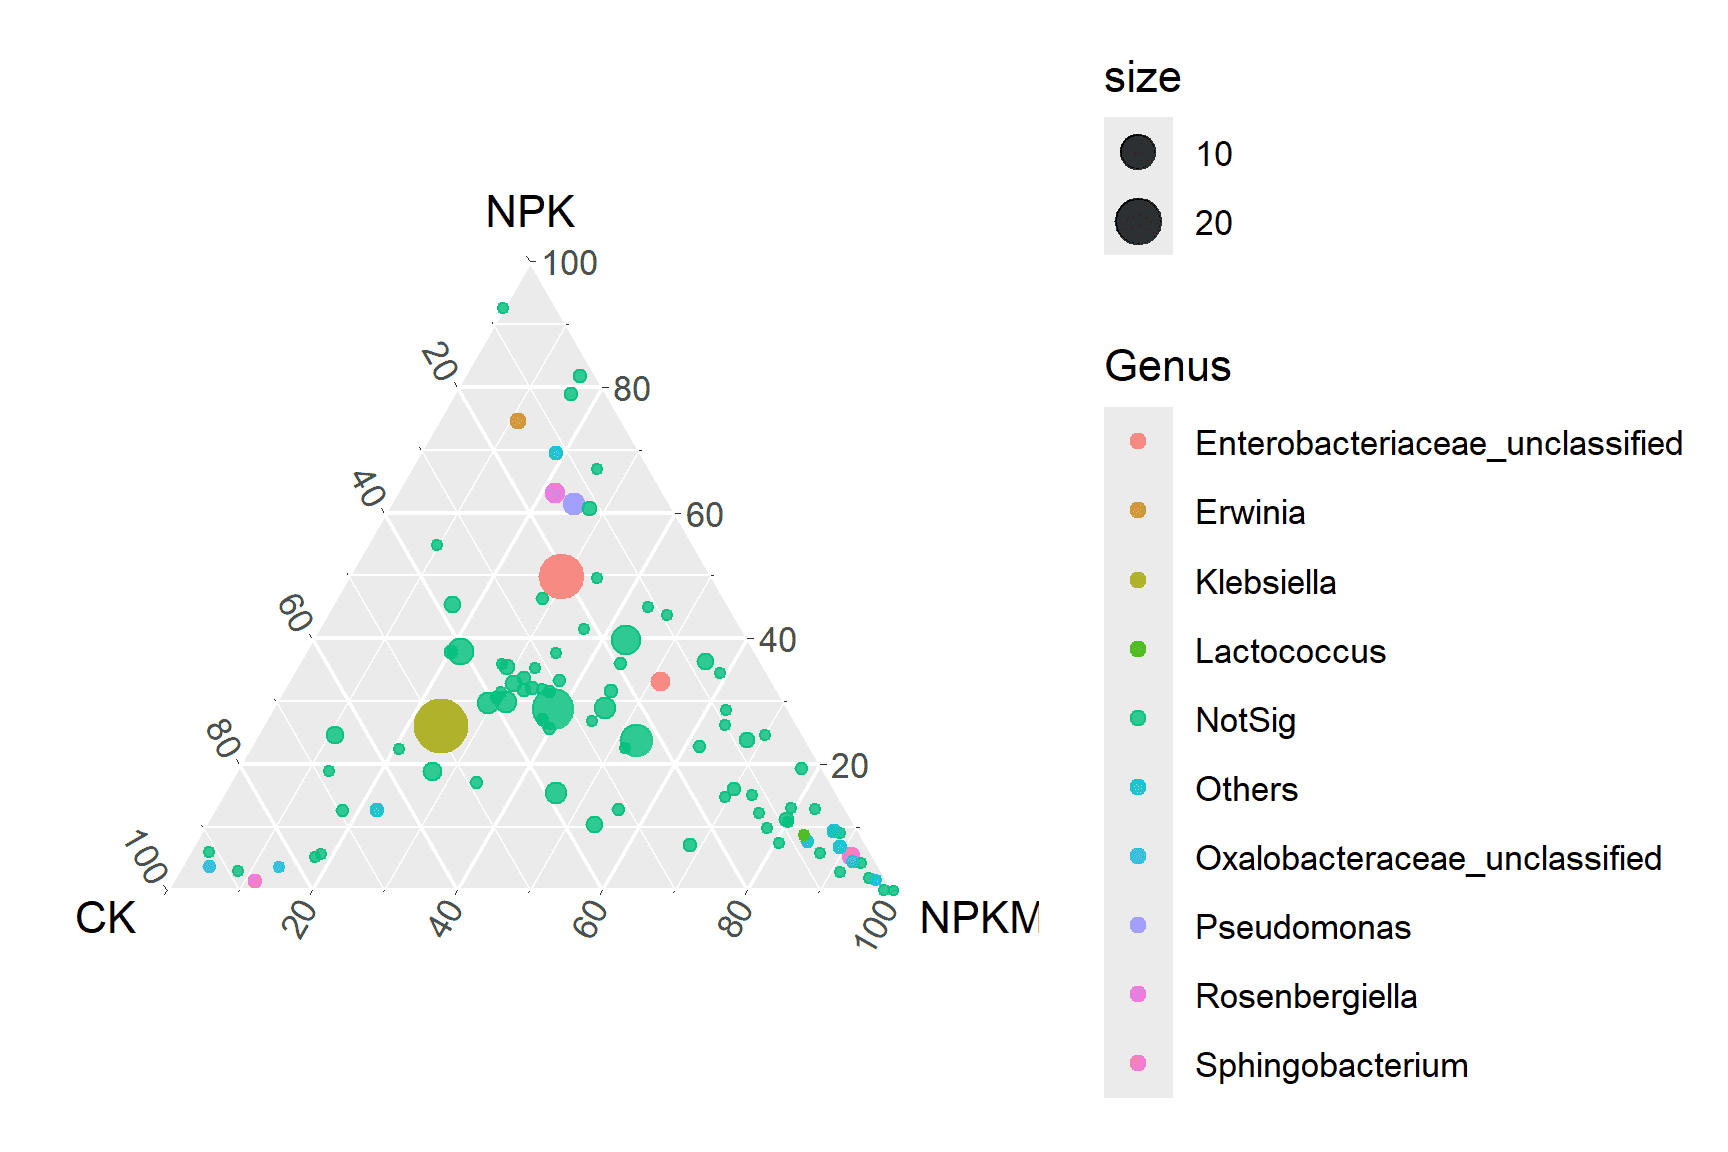 NPK
100
80
60
40
20
20
40
60
80
100
CK
20
40
60
80
100
NPKM
size
10
20
Genus
Enterobacteriaceae_unclassified
Erwinia
Klebsiella
Lactococcus
NotSig
Others
Oxalobacteraceae_unclassified
Pseudomonas
Rosenbergiella
Sphingobacterium